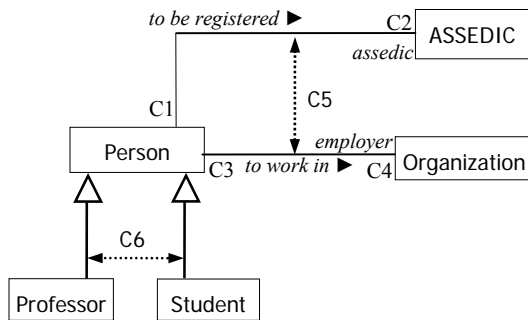 to be registered ►
C2
ASSEDIC
assedic
C1
C5
Person
employer
C3
to work in ►
C4
Organization
C6
Professor
Student